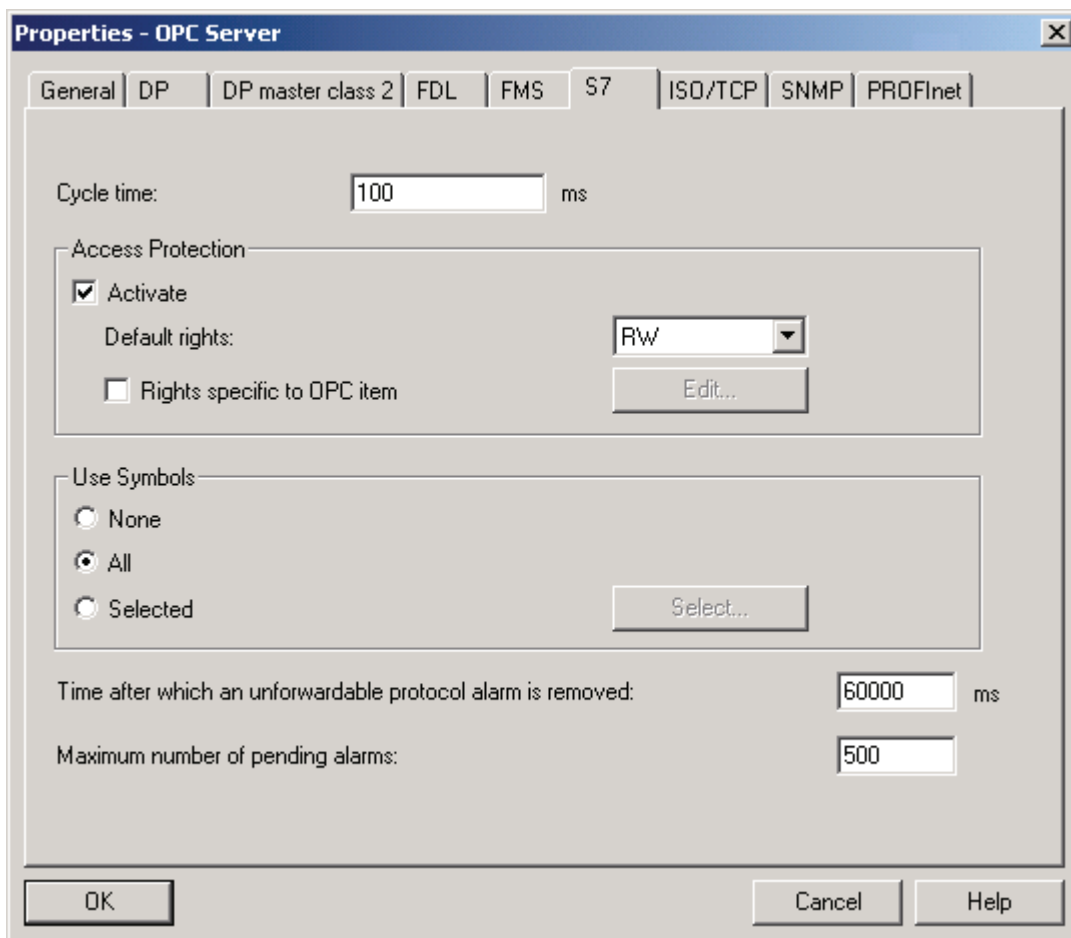 Properties - OPC Server
General DP DP master class 2 FDL FMS S7 ISO/TCP SNMP PROFInet
Cycle time: 100 ms
Access Protection
Activate
Default rights: RW
Rights specific to OPC item Edit...
Use Symbols
None
All
Selected Select...
Time after which an unforwardable protocol alarm is removed: 60000 ms
Maximum number of pending alarms: 500
OK Cancel Help